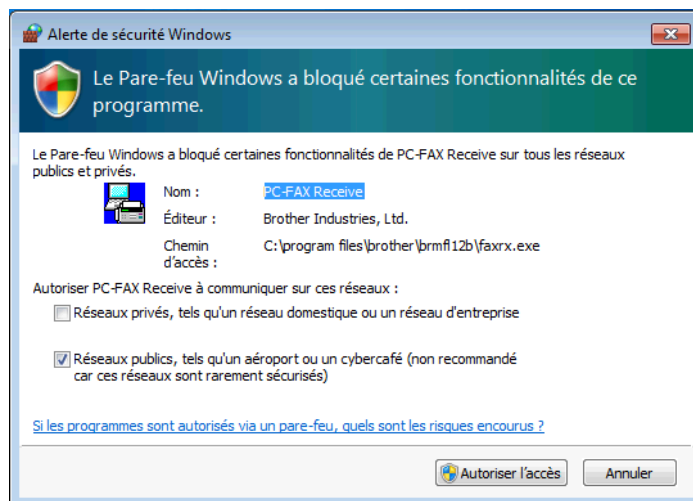 Alerte de sécurité Windows
Le Pare-feu Windows a bloqué certaines fonctionnalités de ce
programme.
Le Pare-feu Windows a bloqué certaines fonctionnalités de PC-FAX Receive sur tous les réseaux
publics et privés.
Nom : PC-FAX Receive
Éditeur : Brother Industries, Ltd.
Chemin C:\program files\brother\brmfl12b\faxrx.exe
d'accès :
Autoriser PC-FAX Receive à communiquer sur ces réseaux :
Réseaux privés, tels qu'un réseau domestique ou un réseau d'entreprise
Réseaux publics, tels qu'un aéroport ou un cybercafé (non recommandé
car ces réseaux sont rarement sécurisés)
Si les programmes sont autorisés via un pare-feu, quels sont les risques encourus ?
Autoriser l'accès Annuler